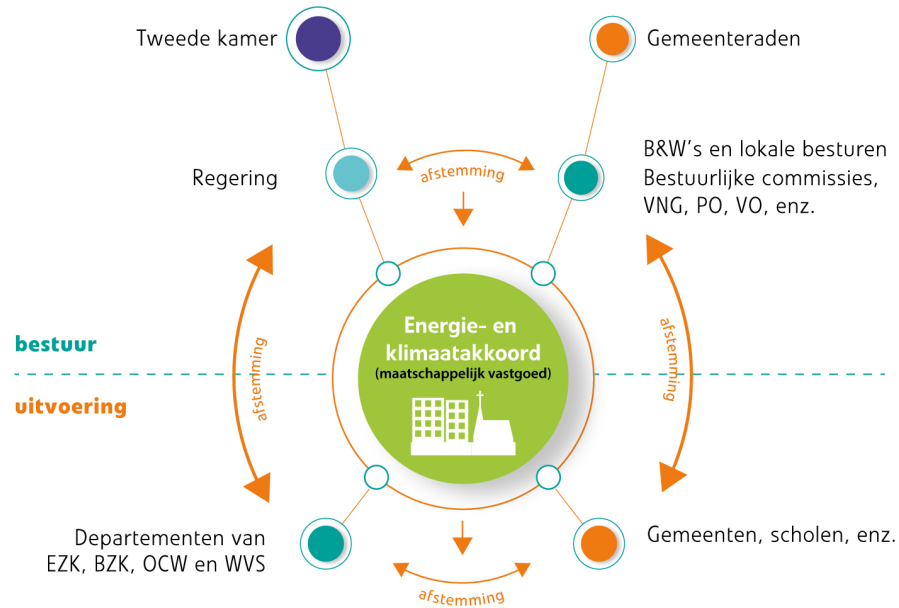 Tweede kamer
Gemeenteraden
Regering
afstemming
B&W's en lokale besturen
Bestuurlijke commissies,
VNG, PO, VO, enz.
bestuur
uitvoering
afstemming
Energie- en
klimaatakkoord
(maatschappelijk vastgoed)
afstemming
Departementen van
EZK, BZK, OCW en WVS
Gemeenten, scholen, enz.
afstemming